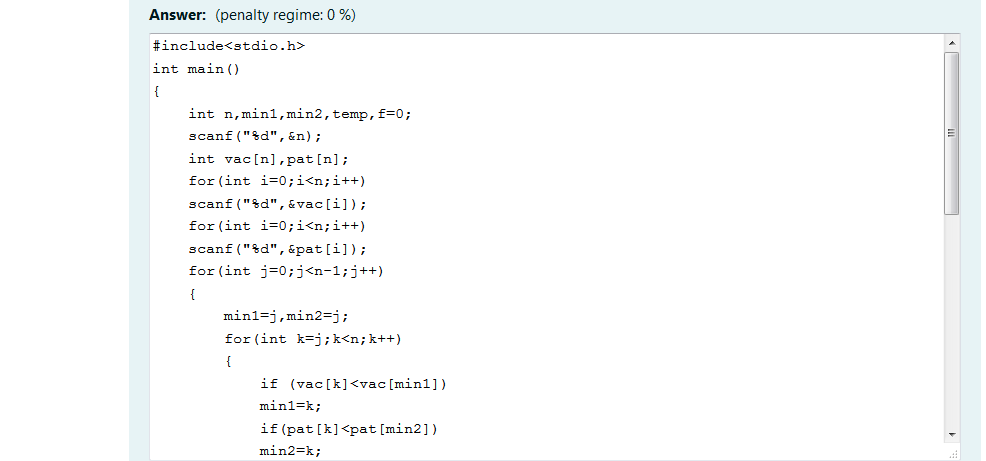 Answer: (penalty regime: 0 %)
#include<stdio.h>
int main()
{
    int n,min1,min2,temp,f=0;
    scanf("%d",&n);
    int vac[n],pat[n];
    for(int i=0;i<n;i++)
    scanf("%d",&vac[i]);
    for(int i=0;i<n;i++)
    scanf("%d",&pat[i]);
    for(int j=0;j<n-1;j++)
    {
        min1=j,min2=j;
        for(int k=j;k<n;k++)
        {
            if (vac[k]<vac[min1])
            min1=k;
            if(pat[k]<pat[min2])
            min2=k;